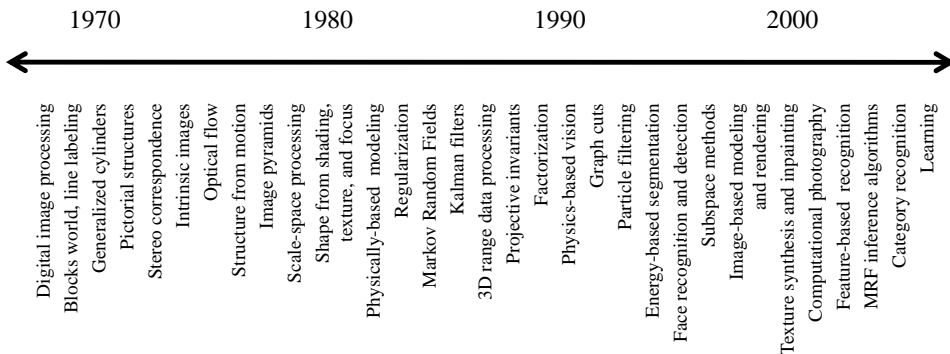 1970
1980
1990
2000
Digital image processing
Blocks world, line labeling
Generalized cylinders
Pictorial structures
Stereo correspondence
Intrinsic images
Optical flow
Structure from motion
Image pyramids
Scale-space processing
Shape from shading,
texture, and focus
Physically-based modeling
Regularization
Markov Random Fields
Kalman filters
3D range data processing
Projective invariants
Factorization
Physics-based vision
Graph cuts
Particle filtering
Energy-based segmentation
Face recognition and detection
Subspace methods
Image-based modeling
and rendering
Texture synthesis and inpainting
Computational photography
Feature-based recognition
MRF inference algorithms
Category recognition
Learning